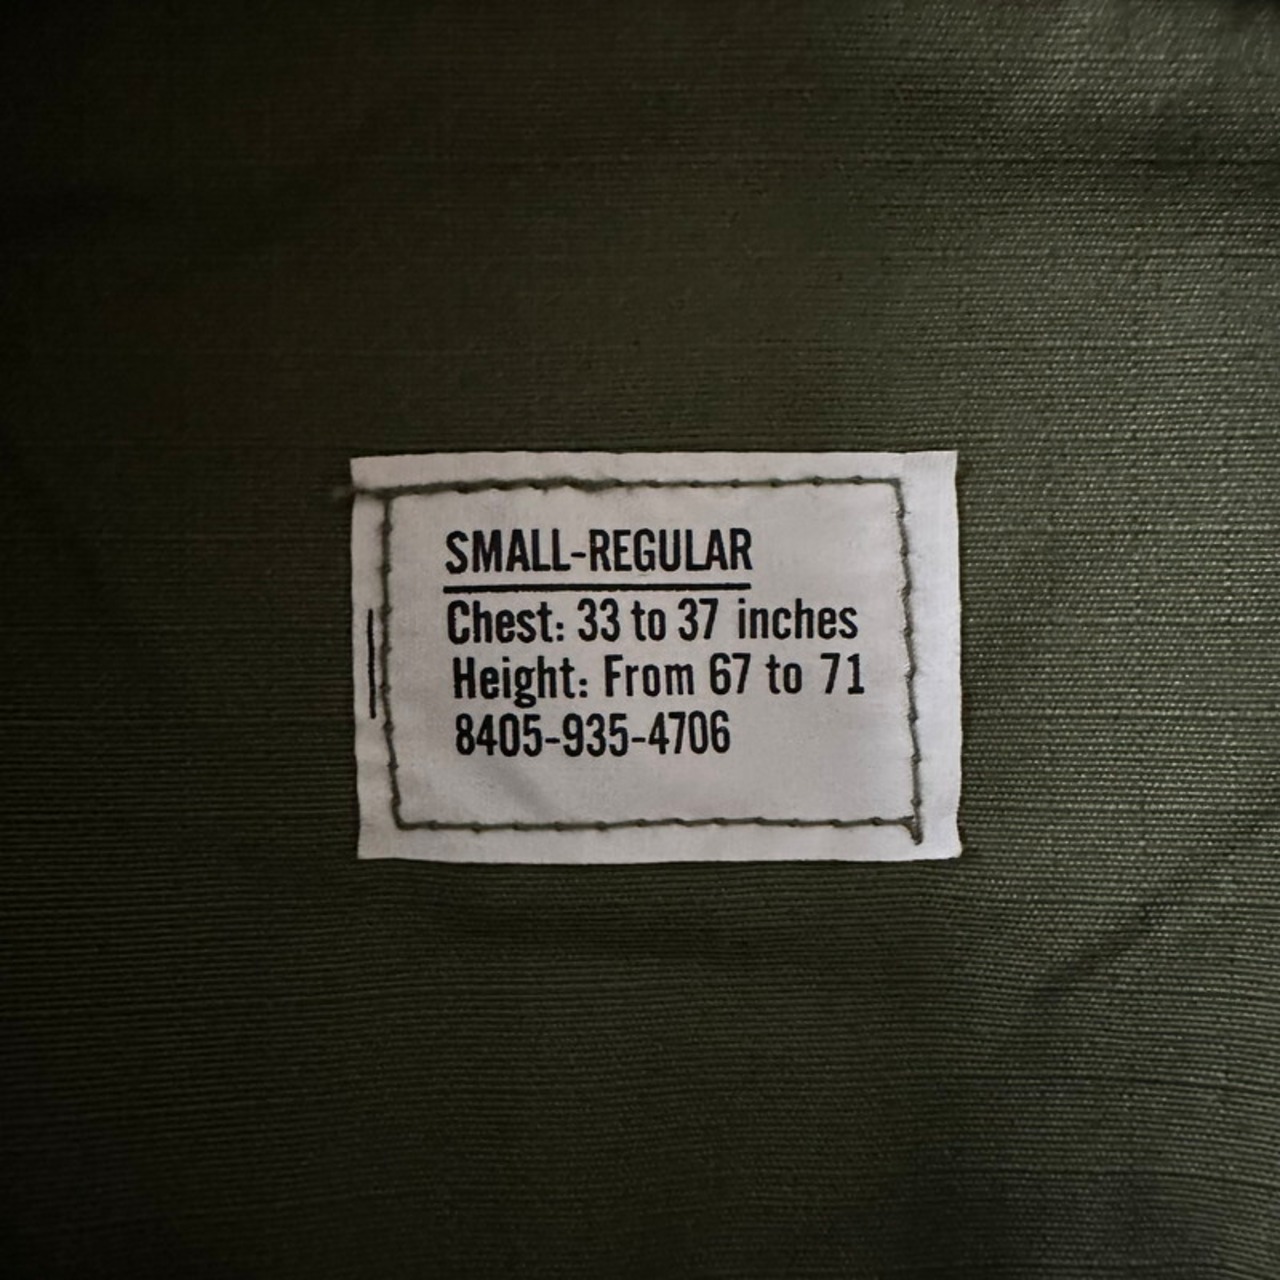 SMALL-REGULAR
Chest: 33 to 37 inches
Height: From 67 to 71
8405-935-4706